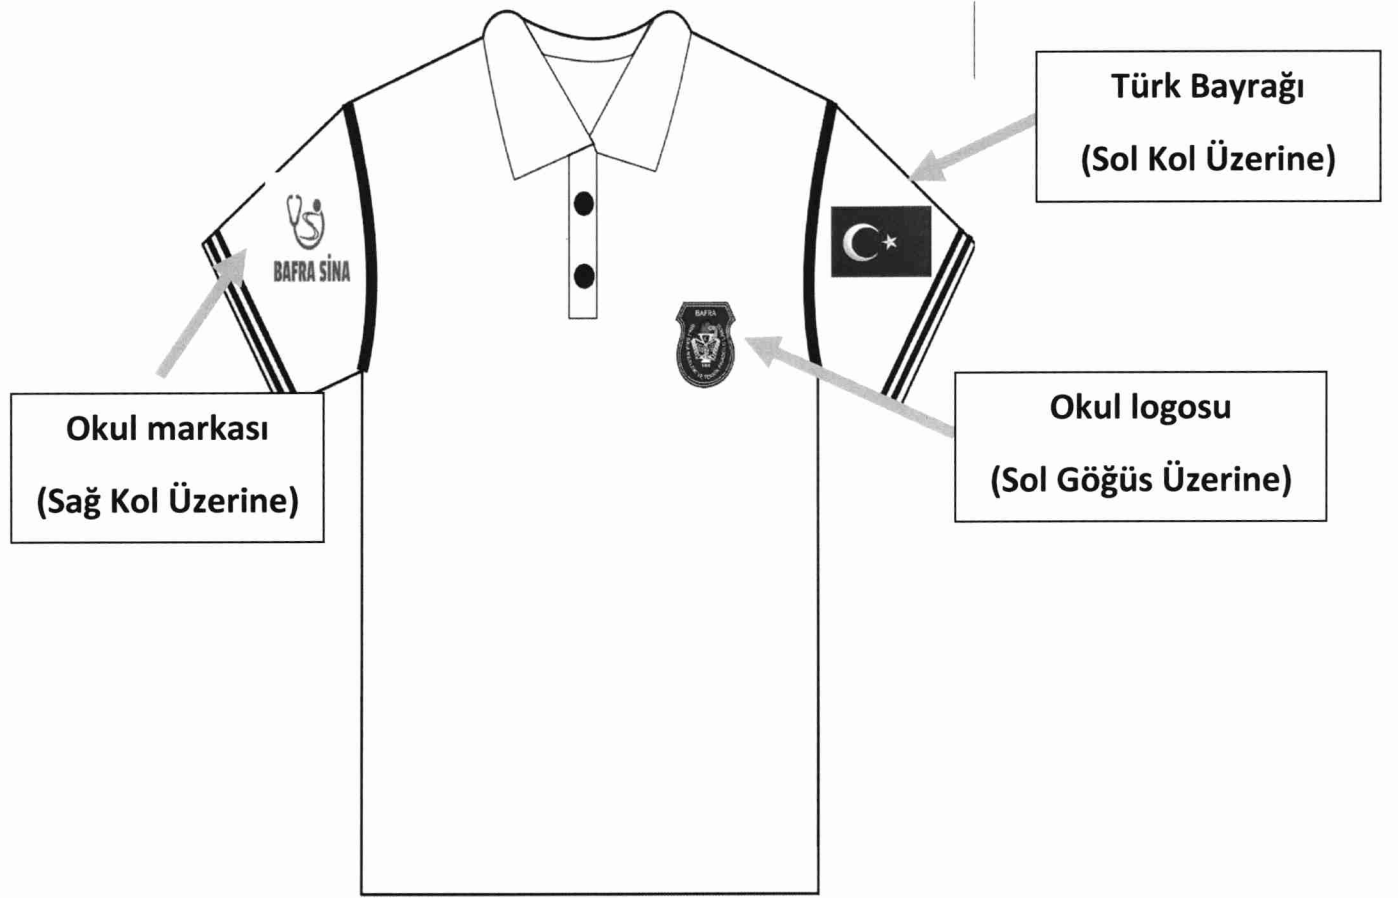 Türk Bayrağı
(Sol Kol Üzerine)
BAFRA SİNA
BAFRA
Okul markası
(Sağ Kol Üzerine)
Okul logosu
(Sol Göğüs Üzerine)